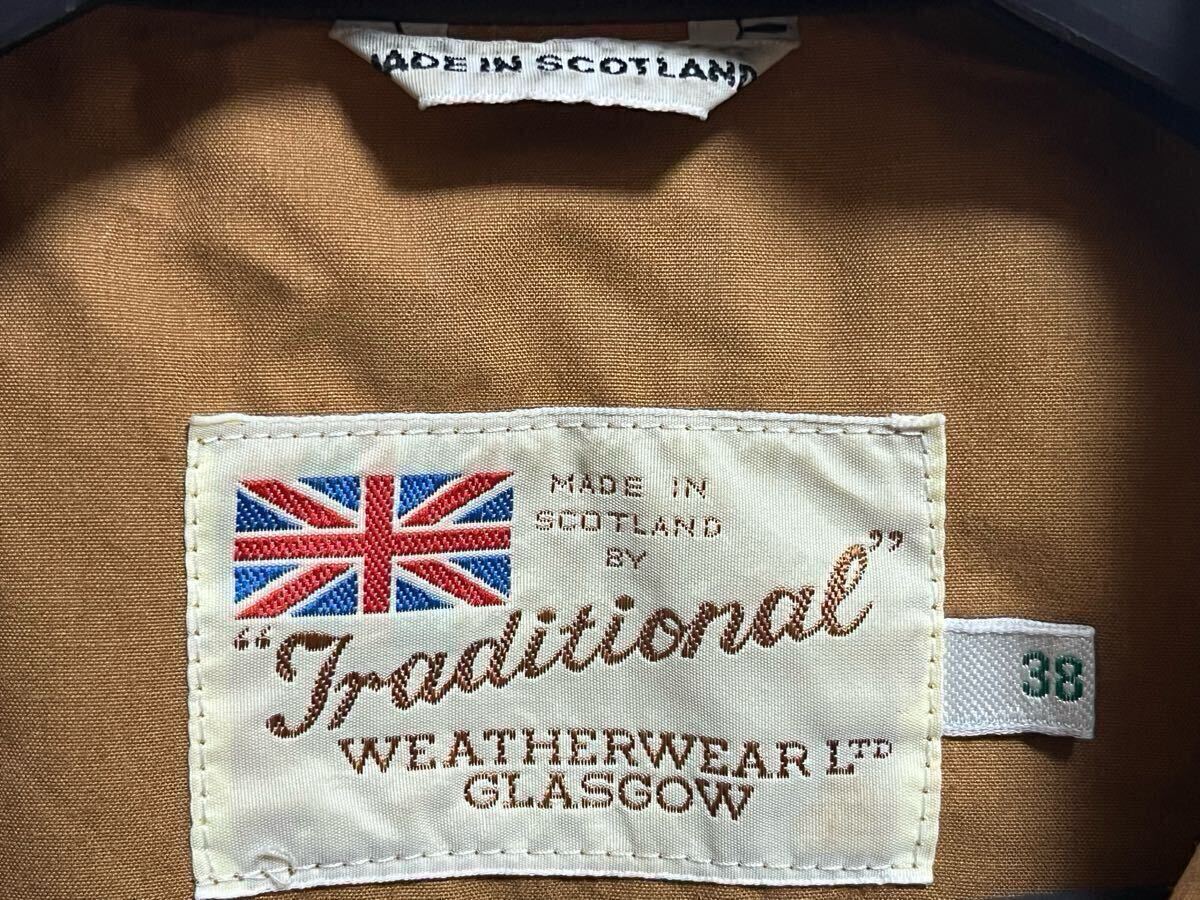 MADE IN SCOTLAND
MADE IN
SCOTLAND
BY
“Traditional”
WEATHERWEAR LTD
GLASGOW
38